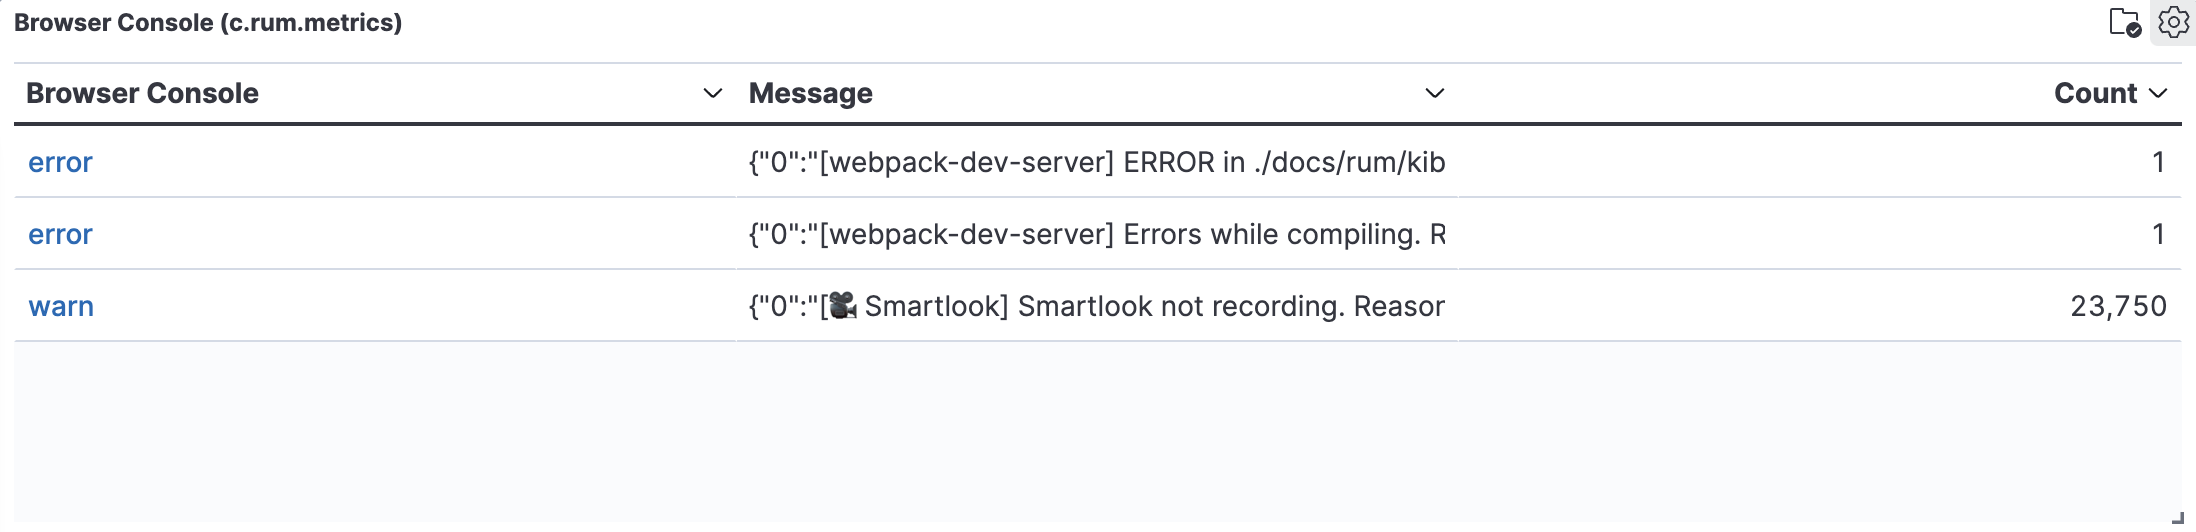 Browser Console (c.rum.metrics)
Browser Console Message Count
error {"0":"[webpack-dev-server] ERROR in ./docs/rum/kib 1
error {"0":"[webpack-dev-server] Errors while compiling. R 1
warn {"0":"[🎥 Smartlook] Smartlook not recording. Reason 23,750